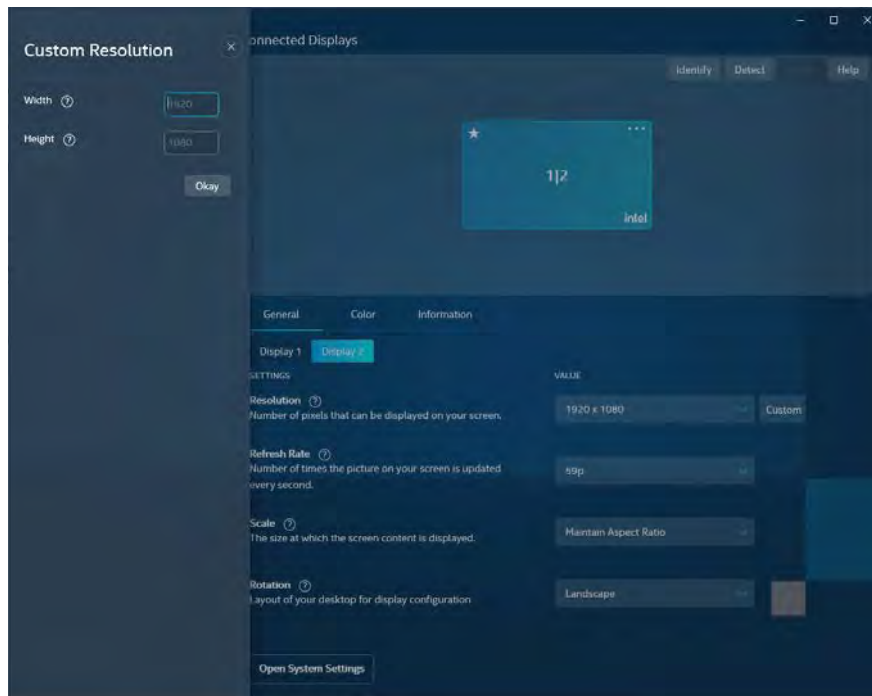 Custom Resolution
Width
1920
Height
1080
Okay
onnected Displays
Identify Detect Help
1|2
intel
General Color Information
Display 1 Display 2
SETTINGS VALUE
Resolution
Number of pixels that can be displayed on your screen.
1920 x 1080 Custom
Refresh Rate
Number of times the picture on your screen is updated
every second.
59p
Scale
The size at which the screen content is displayed.
Maintain Aspect Ratio
Rotation
Layout of your desktop for display configuration
Landscape
Open System Settings